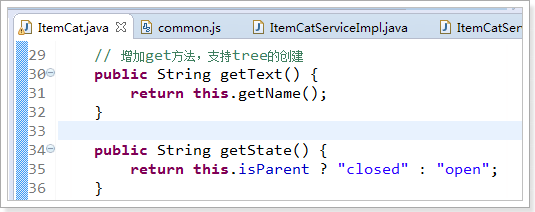 ItemCat.java common.js ItemCatServiceImpl.java ItemCatSer
29 // 增加get方法，支持tree的创建
30 public String getText() {
31 return this.getName();
32 }
33
34 public String getState() {
35 return this.isParent ? "closed" : "open";
36 }